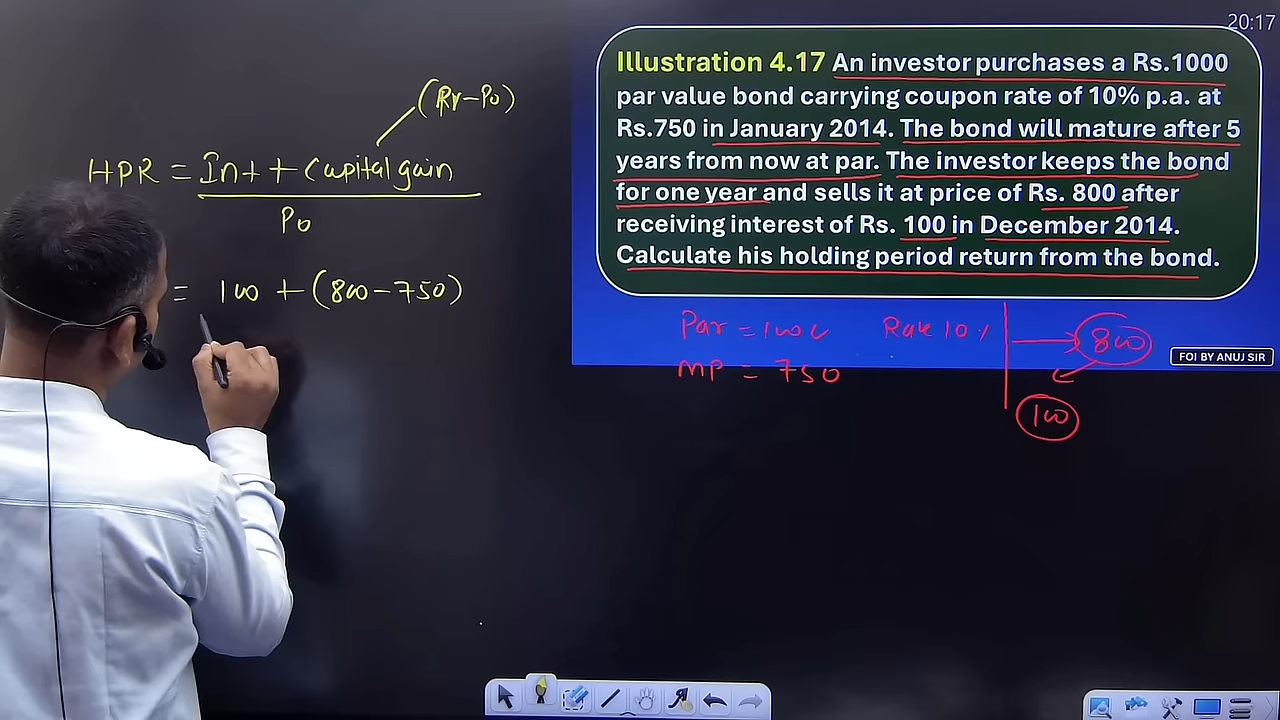 20:17
Illustration 4.17 An investor purchases a Rs.1000
par value bond carrying coupon rate of 10% p.a. at
Rs.750 in January 2014. The bond will mature after 5
years from now at par. The investor keeps the bond
for one year and sells it at price of Rs. 800 after
receiving interest of Rs. 100 in December 2014.
Calculate his holding period return from the bond.
FOI BY ANUJ SIR
(Pr-Po)
HPR = Int + Capital gain
Po
= 100 + (800-750)
Par = 1000 Rate 10% 800
MP = 750
100